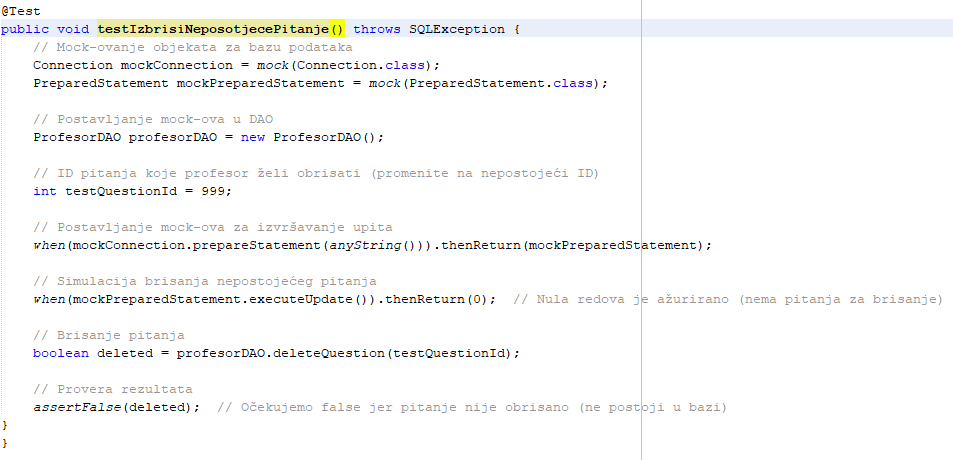 @Test
public void testIzbrisiNeposotjecePitanje() throws SQLException {
// Mock-ovanje objekata za bazu podataka
Connection mockConnection = mock(Connection.class);
PreparedStatement mockPreparedStatement = mock(PreparedStatement.class);
// Postavljanje mock-ova u DAO
ProfesorDAO profesorDAO = new ProfesorDAO();
// ID pitanja koje profesor želi obrisati (promenite na nepostojeći ID)
int testQuestionId = 999;
// Postavljanje mock-ova za izvršavanje upita
when(mockConnection.prepareStatement(anyString())).thenReturn(mockPreparedStatement);
// Simulacija brisanja nepostojećeg pitanja
when(mockPreparedStatement.executeUpdate()).thenReturn(0);  // Nula redova je ažurirano (nema pitanja za brisanje)
// Brisanje pitanja
boolean deleted = profesorDAO.deleteQuestion(testQuestionId);
// Provera rezultata
assertFalse(deleted);  // Očekujemo false jer pitanje nije obrisano (ne postoji u bazi)
}
}